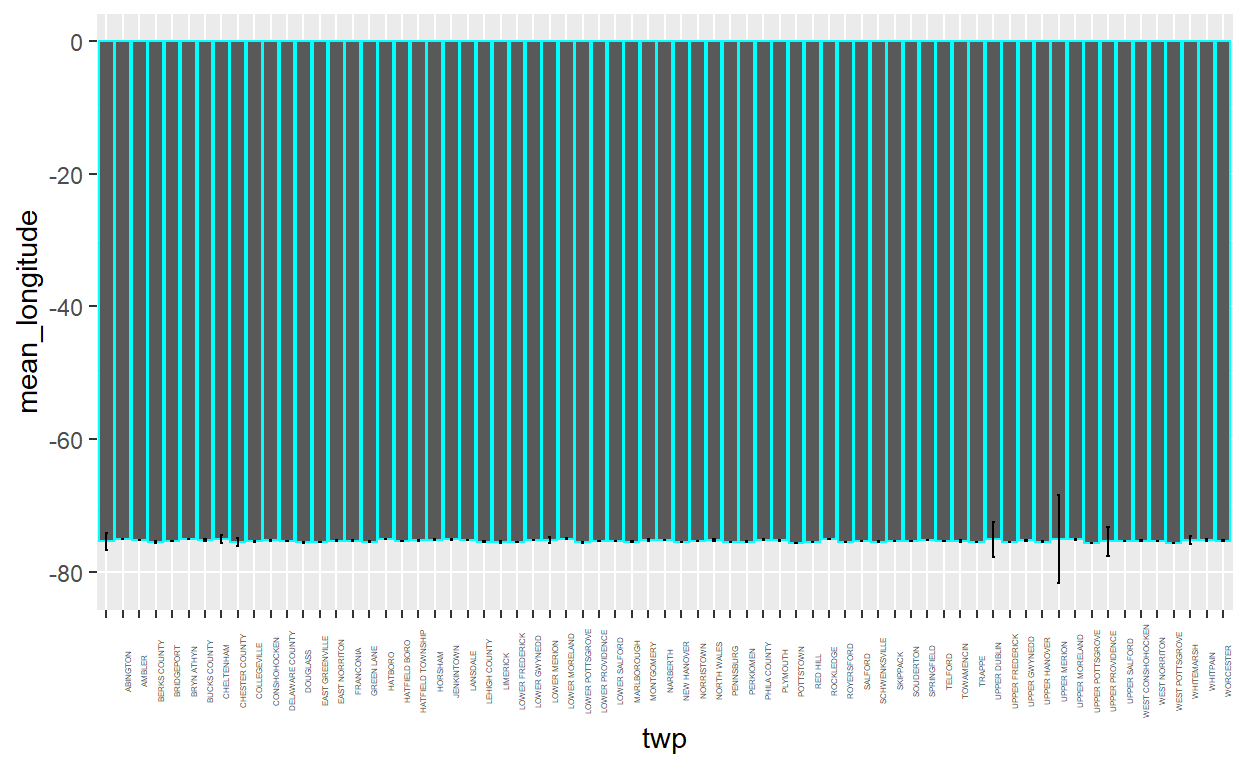 0
-20
-40
-60
-80
mean_longitude
ABINGTON
AMBLER
BERKS COUNTY
BRIDGEPORT
BRYN ATHYN
BUCKS COUNTY
CHELTENHAM
CHESTER COUNTY
COLLEGEVILLE
CONSHOHOCKEN
DELAWARE COUNTY
DOUGLASS
EAST GREENVILLE
EAST NORRITON
FRANCONIA
GREEN LANE
HATBORO
HATFIELD BORO
HATFIELD TOWNSHIP
HORSHAM
JENKINTOWN
LANSDALE
LEHIGH COUNTY
LIMERICK
LOWER FREDERICK
LOWER GWYNEDD
LOWER MERION
LOWER MORELAND
LOWER POTTSGROVE
LOWER PROVIDENCE
LOWER SALFORD
MARLBOROUGH
MONTGOMERY
NARBERTH
NEW HANOVER
NORRISTOWN
NORTH WALES
PENNSBURG
PERKIOMEN
PHILA COUNTY
PLYMOUTH
POTTSTOWN
RED HILL
ROCKLEDGE
ROYERSFORD
SALFORD
SCHWENKSVILLE
SKIPPACK
SOUDERTON
SPRINGFIELD
TELFORD
TOWAMENCIN
TRAPPE
UPPER DUBLIN
UPPER FREDERICK
UPPER GWYNEDD
UPPER HANOVER
UPPER MERION
UPPER MORELAND
UPPER POTTSGROVE
UPPER PROVIDENCE
UPPER SALFORD
WEST CONSHOHOCKEN
WEST NORRITON
WEST POTTSGROVE
WHITEMARSH
WHITPAIN
WORCESTER
twp